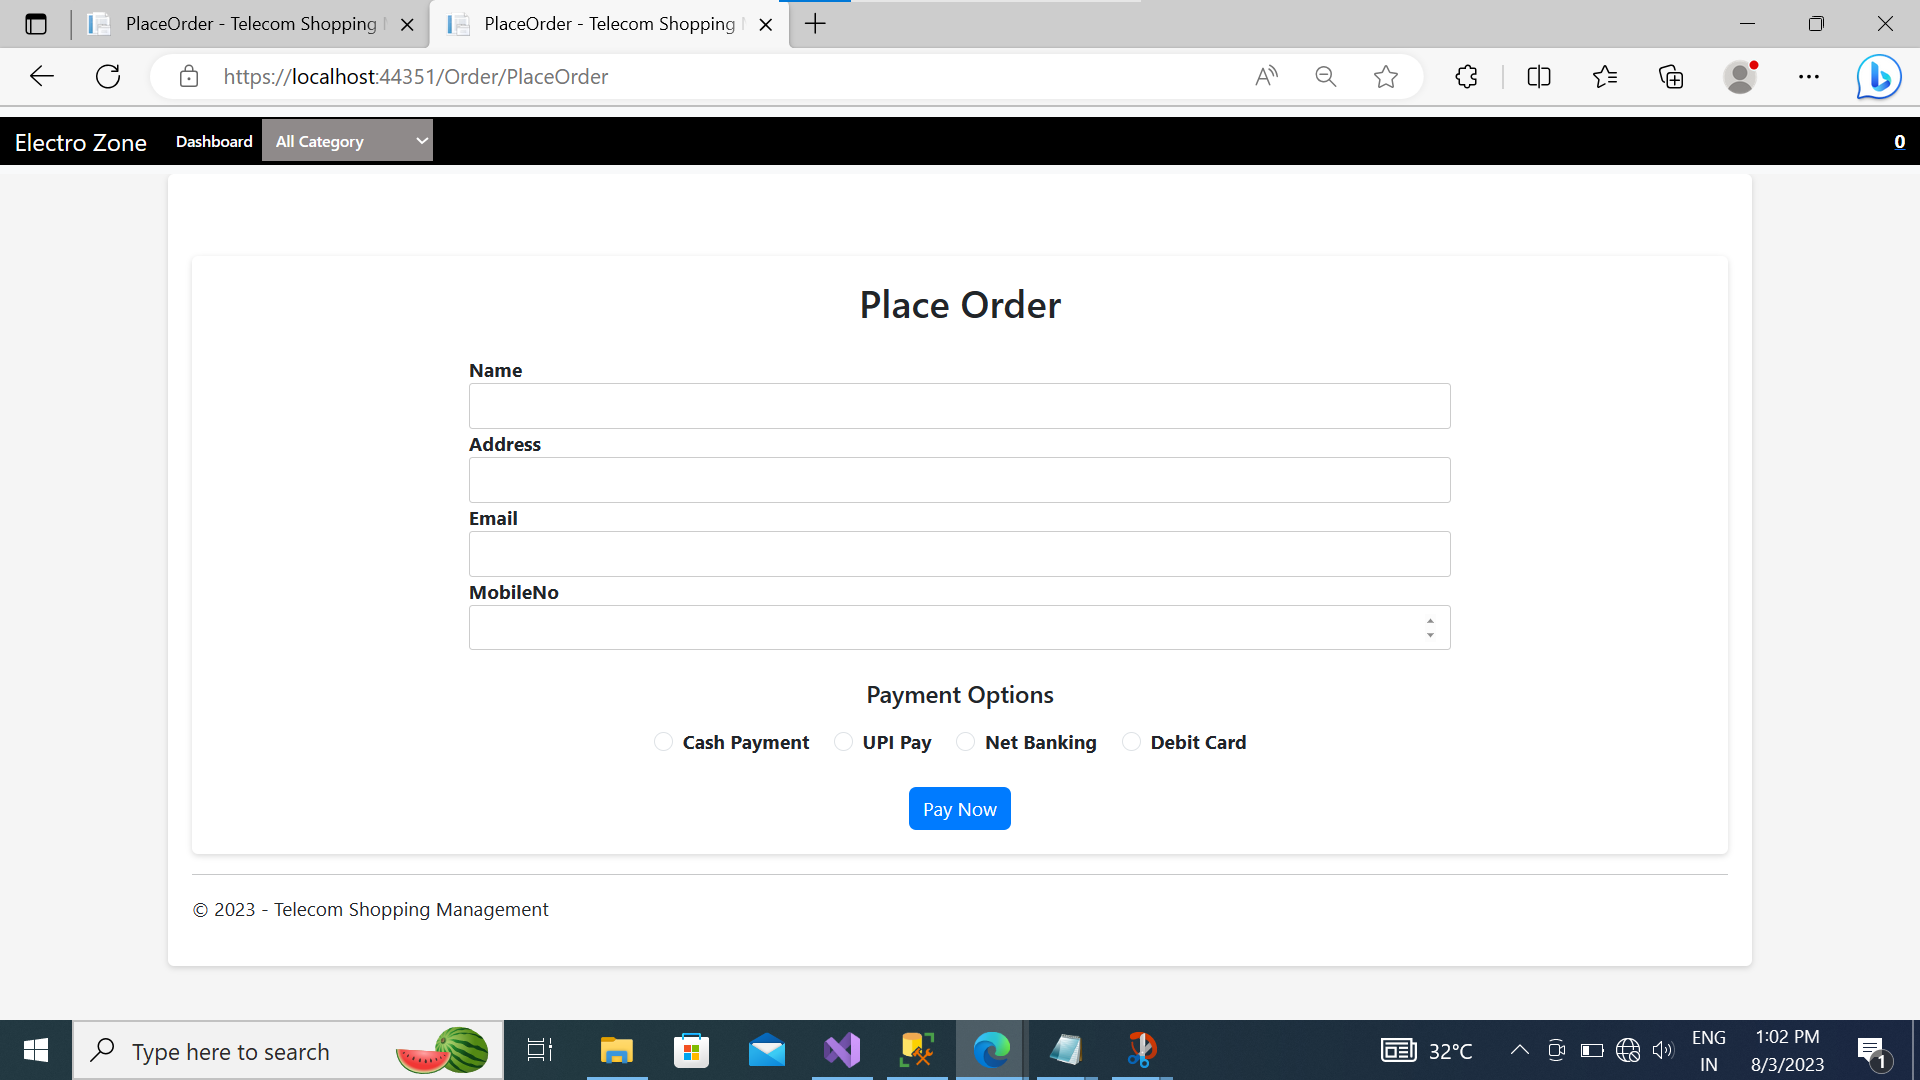 PlaceOrder - Telecom Shopping
PlaceOrder - Telecom Shopping
https://localhost:44351/Order/PlaceOrder
Electro Zone
Dashboard
All Category
0
Place Order
Name
Address
Email
MobileNo
Payment Options
Cash Payment
UPI Pay
Net Banking
Debit Card
Pay Now
© 2023 - Telecom Shopping Management
Type here to search
32°C
ENG
IN
1:02 PM
8/3/2023
1